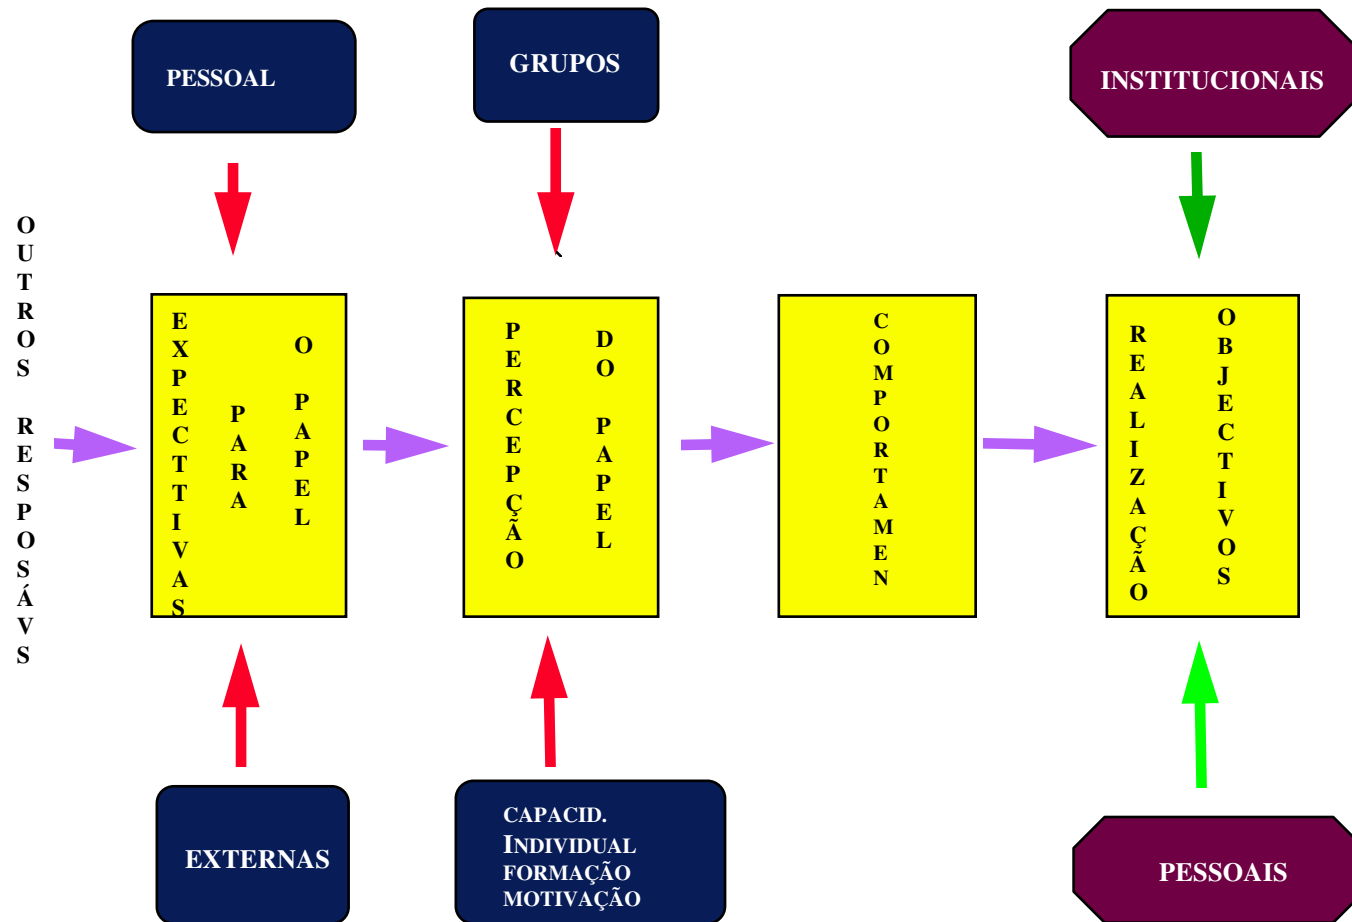 PESSOAL
GRUPOS
INSTITUCIONAIS
OUTROS RESPOSÁVS
EXPECTTIVAS
PARA
O PAPEL
PERCEPÇÃO
DO PAPEL
COMPORTAMEN
REALIZAÇÃO
OBJECTIVOS
EXTERNAS
CAPACID.
INDIVIDUAL
FORMAÇÃO
MOTIVAÇÃO
PESSOAIS